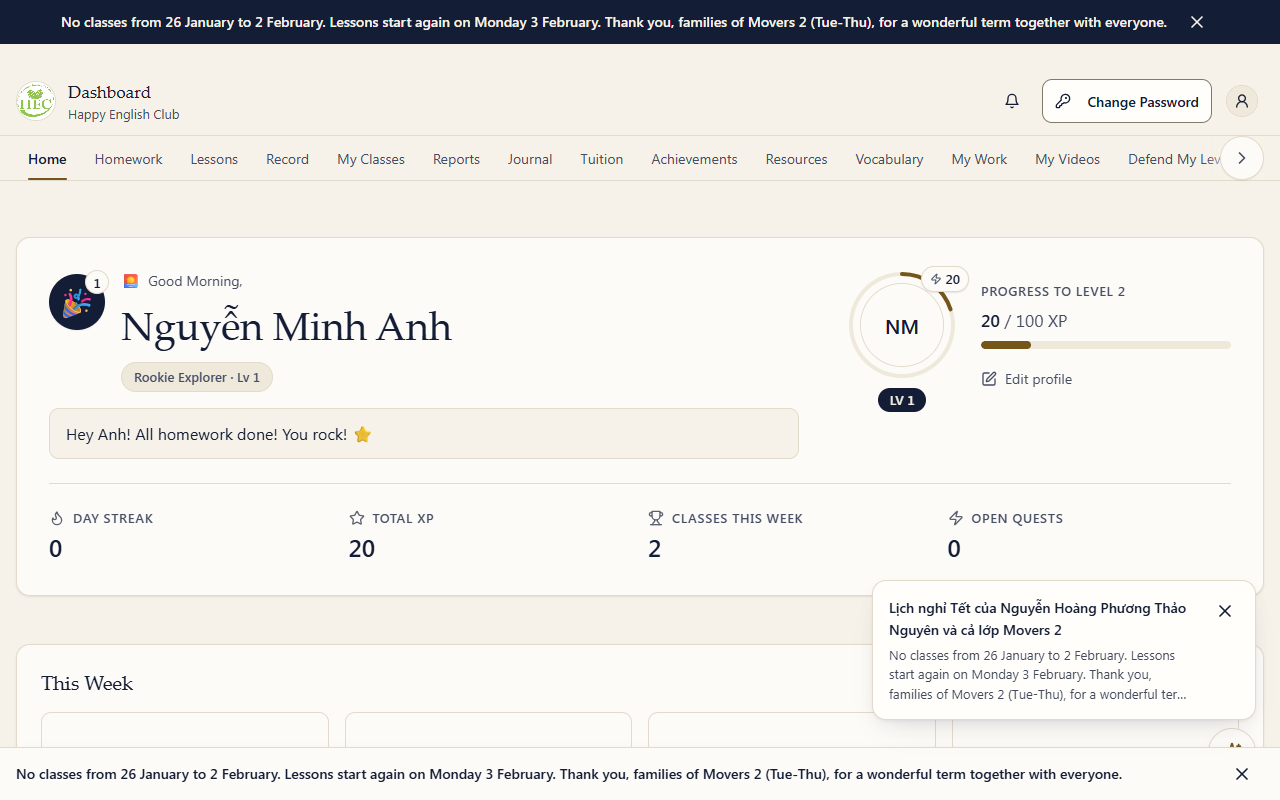 No classes from 26 January to 2 February. Lessons start again on Monday 3 February. Thank you, families of Movers 2 (Tue-Thu), for a wonderful term together with everyone.
HEC
Dashboard
Happy English Club
Change Password
Home
Homework
Lessons
Record
My Classes
Reports
Journal
Tuition
Achievements
Resources
Vocabulary
My Work
My Videos
Defend My Lev
1
Good Morning,
Nguyễn Minh Anh
Rookie Explorer · Lv 1
Hey Anh! All homework done! You rock!
20
NM
LV 1
PROGRESS TO LEVEL 2
20 / 100 XP
Edit profile
DAY STREAK
0
TOTAL XP
20
CLASSES THIS WEEK
2
OPEN QUESTS
0
This Week
Lịch nghỉ Tết của Nguyễn Hoàng Phương Thảo
Nguyên và cả lớp Movers 2
No classes from 26 January to 2 February. Lessons
start again on Monday 3 February. Thank you,
families of Movers 2 (Tue-Thu), for a wonderful ter...
No classes from 26 January to 2 February. Lessons start again on Monday 3 February. Thank you, families of Movers 2 (Tue-Thu), for a wonderful term together with everyone.